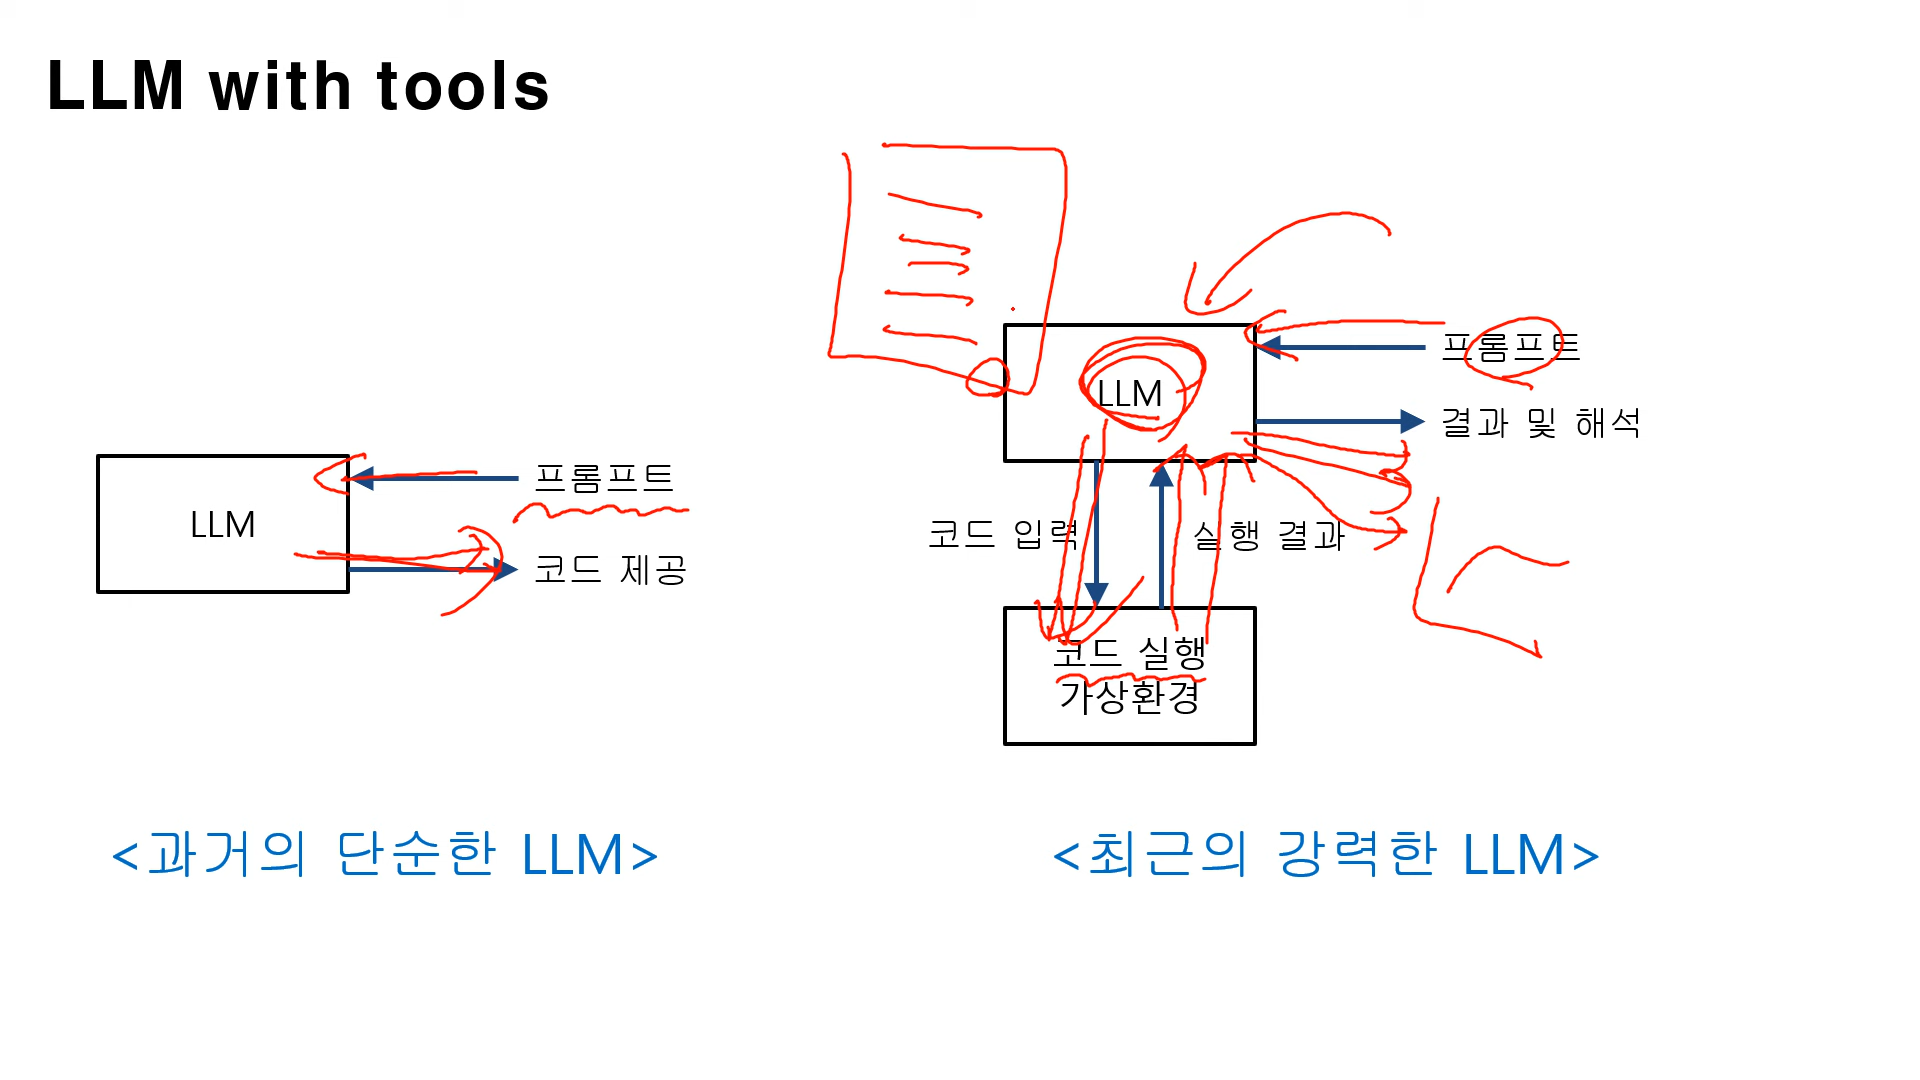 LLM with tools
LLM
프롬프트
코드 제공
<과거의 단순한 LLM>
LLM
프롬프트
결과 및 해석
코드 입력
실행 결과
코드 실행
가상환경
<최근의 강력한 LLM>